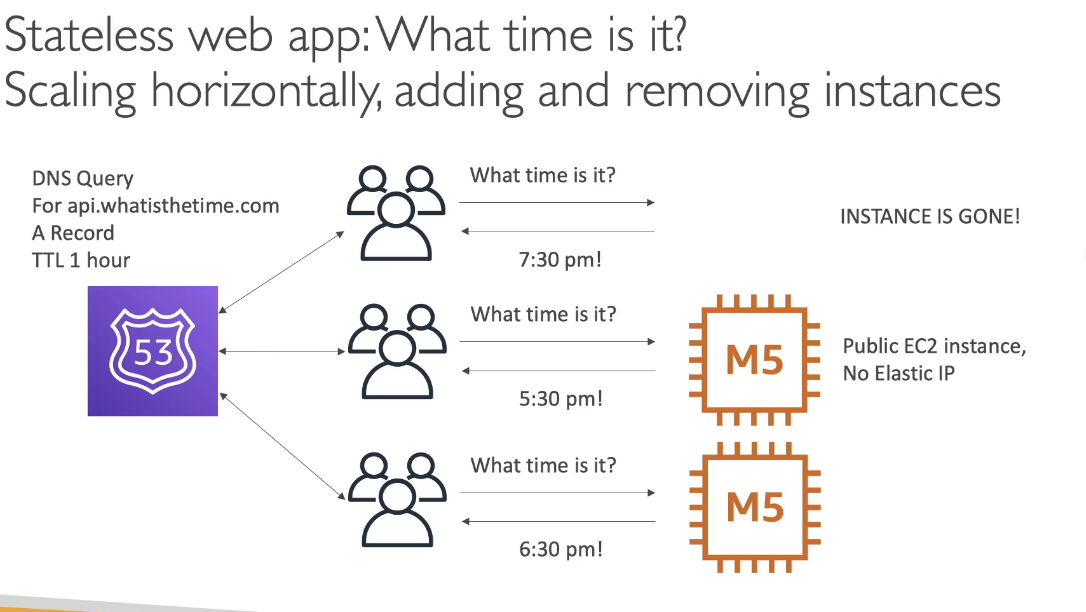 Stateless web app: What time is it?
Scaling horizontally, adding and removing instances
DNS Query
For api.whatisthetime.com
A Record
TTL 1 hour
53
What time is it?
7:30 pm!
INSTANCE IS GONE!
What time is it?
5:30 pm!
M5
Public EC2 instance,
No Elastic IP
What time is it?
6:30 pm!
M5